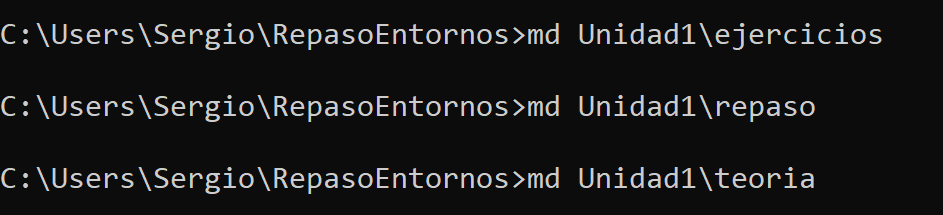 C:\Users\Sergio\RepasoEntornos>md Unidad1\ejercicios
C:\Users\Sergio\RepasoEntornos>md Unidad1\repaso
C:\Users\Sergio\RepasoEntornos>md Unidad1\teoria